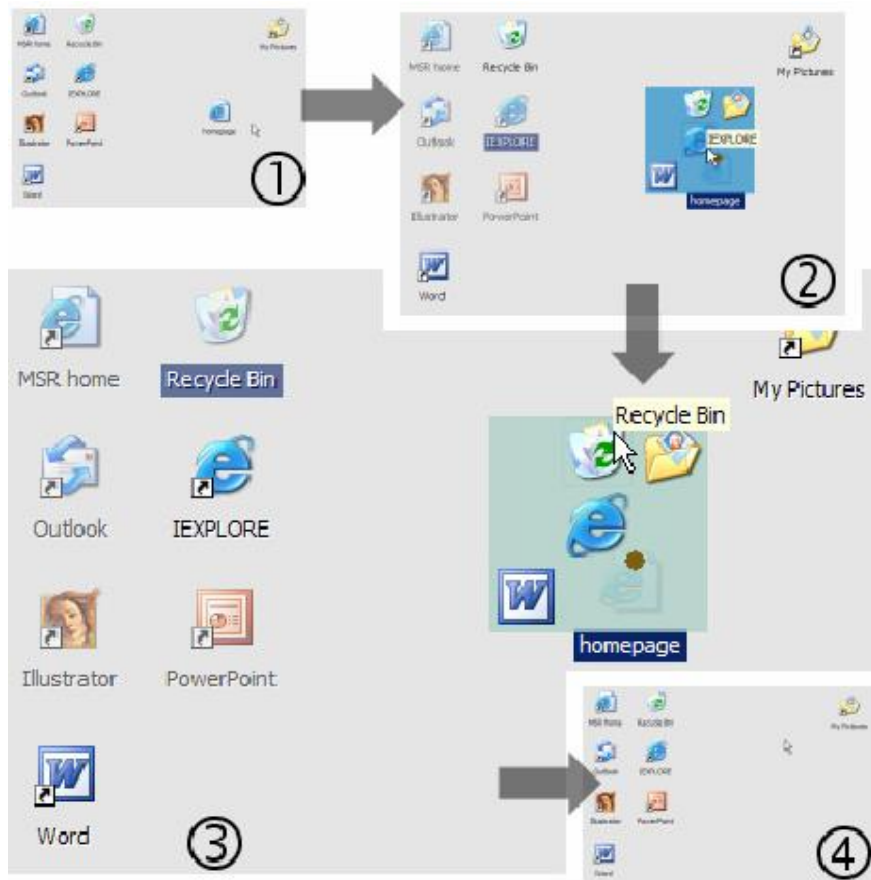 MSR home Recycle Bin My Pictures
Outlook IEXPLORE
homepage
Illustrator PowerPoint
Word
1
MSR home Recycle Bin My Pictures
Outlook IEXPLORE IEXPLORE
homepage
Illustrator PowerPoint
Word
2
MSR home Recycle Bin My Pictures
Recycle Bin
Outlook IEXPLORE
W
homepage
Illustrator PowerPoint
Word
3
MSR home Recycle Bin My Pictures
Outlook IEXPLORE
Illustrator PowerPoint
Word
4